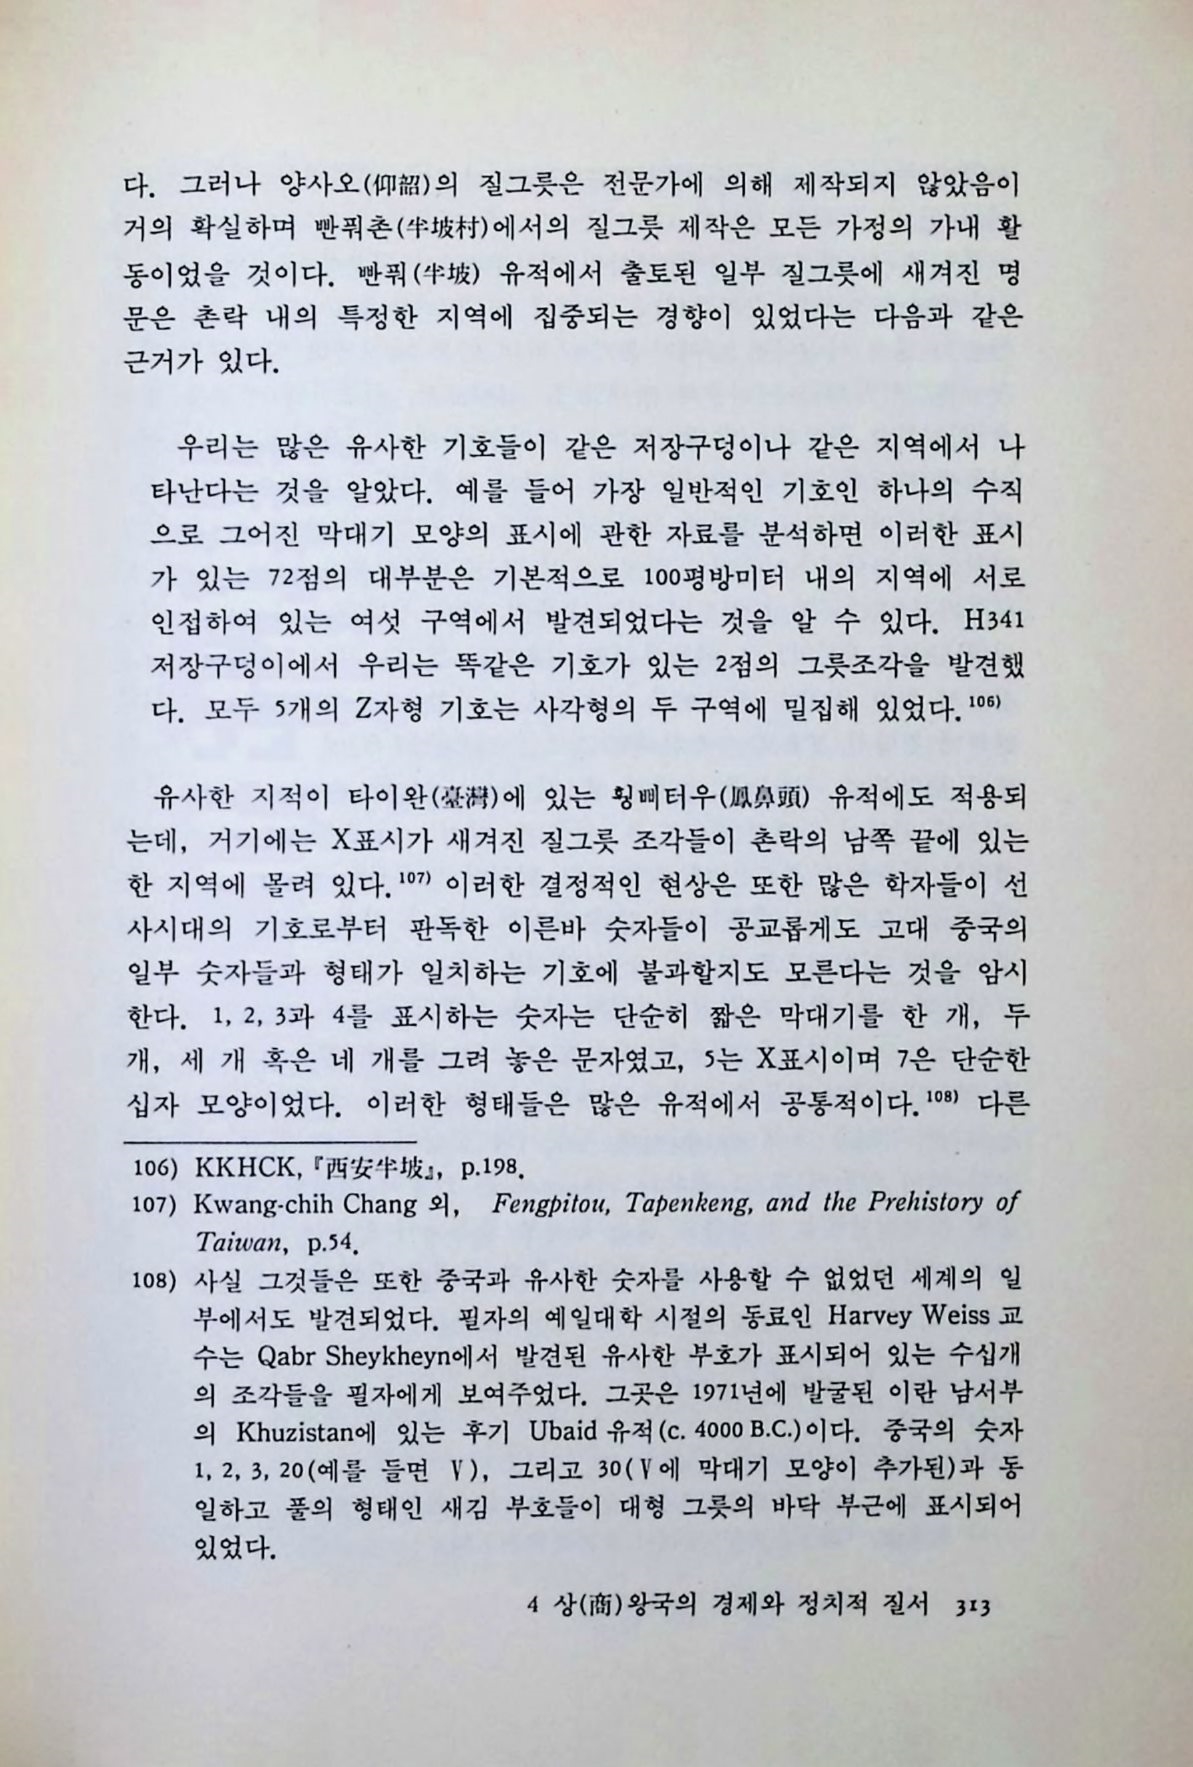 다. 그러나 양사오(仰韶)의 질그릇은 전문가에 의해 제작되지 않았음이
거의 확실하며 빤풔촌(半坡村)에서의 질그릇 제작은 모든 가정의 가내 활
동이었을 것이다. 빤풔(半坡) 유적에서 출토된 일부 질그릇에 새겨진 명
문은 촌락 내의 특정한 지역에 집중되는 경향이 있었다는 다음과 같은
근거가 있다.
우리는 많은 유사한 기호들이 같은 저장구덩이나 같은 지역에서 나
타난다는 것을 알았다. 예를 들어 가장 일반적인 기호인 하나의 수직
으로 그어진 막대기 모양의 표시에 관한 자료를 분석하면 이러한 표시
가 있는 72점의 대부분은 기본적으로 100평방미터 내의 지역에 서로
인접하여 있는 여섯 구역에서 발견되었다는 것을 알 수 있다. H341
저장구덩이에서 우리는 똑같은 기호가 있는 2점의 그릇조각을 발견했
다. 모두 5개의 Z자형 기호는 사각형의 두 구역에 밀집해 있었다.106)
유사한 지적이 타이완(臺灣)에 있는 훵삐터우(鳳鼻頭) 유적에도 적용되
는데, 거기에는 X표시가 새겨진 질그릇 조각들이 촌락의 남쪽 끝에 있는
한 지역에 몰려 있다.107) 이러한 결정적인 현상은 또한 많은 학자들이 선
사시대의 기호로부터 판독한 이른바 숫자들이 공교롭게도 고대 중국의
일부 숫자들과 형태가 일치하는 기호에 불과할지도 모른다는 것을 암시
한다. 1, 2, 3과 4를 표시하는 숫자는 단순히 짧은 막대기를 한 개, 두
개, 세 개 혹은 네 개를 그려 놓은 문자였고, 5는 X표시이며 7은 단순한
십자 모양이었다. 이러한 형태들은 많은 유적에서 공통적이다.108) 다른
106) KKHCK,『西安半坡』, p.198.
107) Kwang-chih Chang 외, Fengpitou, Tapenkeng, and the Prehistory of
Taiwan, p.54.
108) 사실 그것들은 또한 중국과 유사한 숫자를 사용할 수 없었던 세계의 일
부에서도 발견되었다. 필자의 예일대학 시절의 동료인 Harvey Weiss 교
수는 Qabr Sheykheyn에서 발견된 유사한 부호가 표시되어 있는 수십개
의 조각들을 필자에게 보여주었다. 그곳은 1971년에 발굴된 이란 남서부
의 Khuzistan에 있는 후기 Ubaid 유적(c. 4000 B.C.)이다. 중국의 숫자
1, 2, 3, 20(예를 들면 V), 그리고 30(V에 막대기 모양이 추가된)과 동
일하고 풀의 형태인 새김 부호들이 대형 그릇의 바닥 부근에 표시되어
있었다.
4 상(商)왕국의 경제와 정치적 질서 313